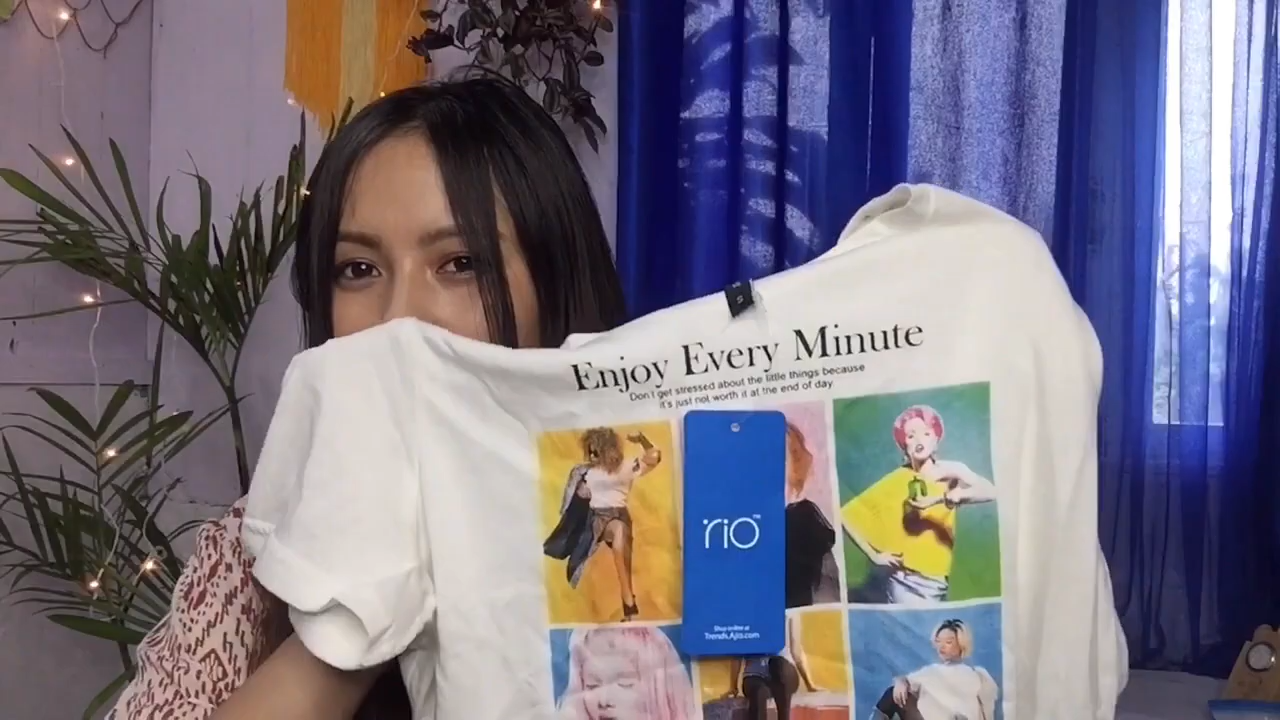 Enjoy Every Minute
Don't get stressed about the little things because
it's just not worth it at the end of day
rio™
Shop online at
Trends.Ajio.com